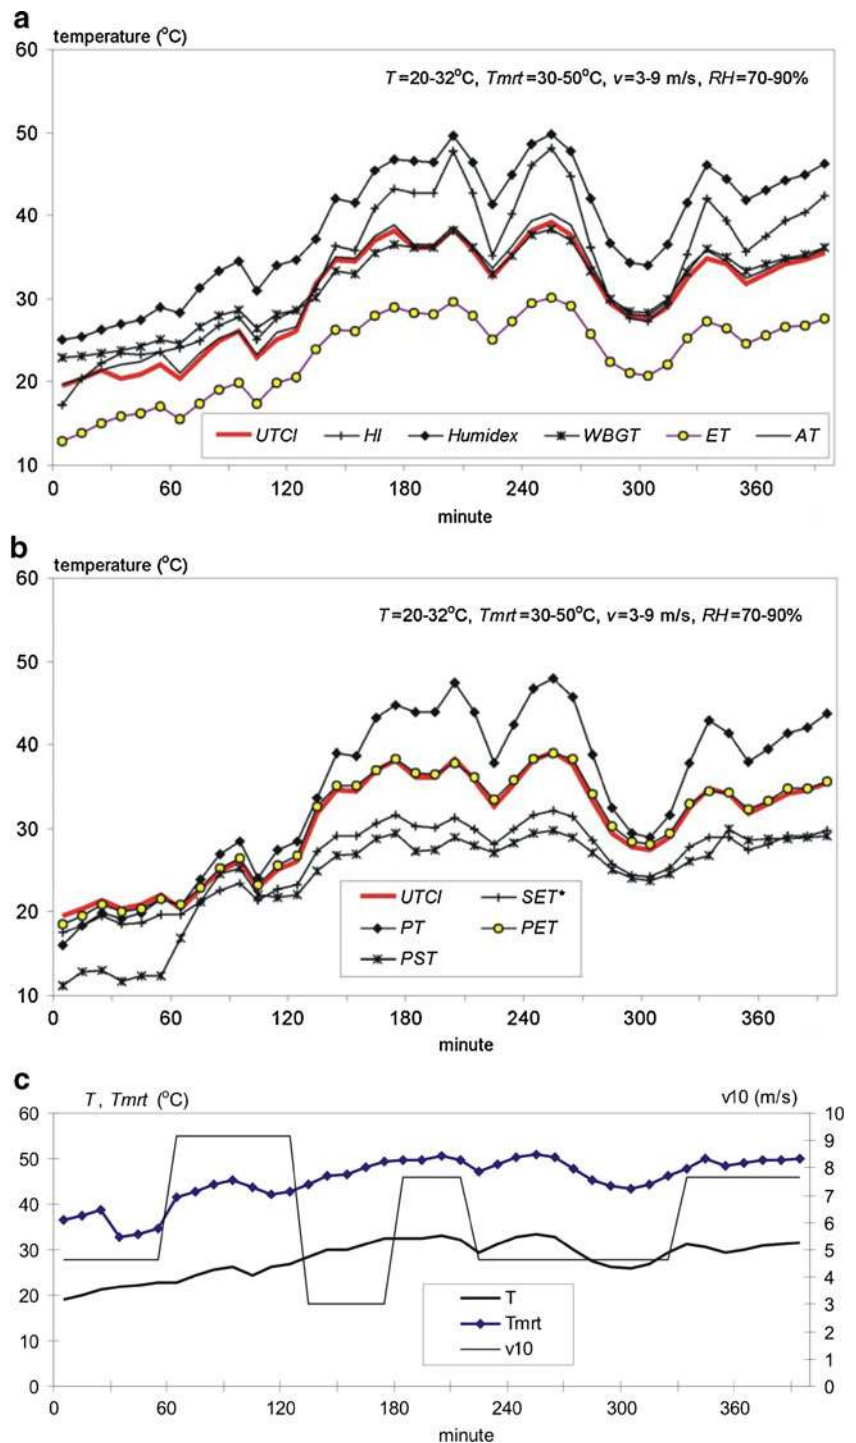 a
temperature (°C)
60
T=20-32°C, Tmrt=30-50°C, v=3-9 m/s, RH=70-90%
50
40
30
20
UTCI HI Humidex WBGT ET AT
10
0 60 120 180 240 300 360
minute
b
temperature (°C)
60
T=20-32°C, Tmrt=30-50°C, v=3-9 m/s, RH=70-90%
50
40
30
20
UTCI SET*
PT PET
PST
10
0 60 120 180 240 300 360
minute
c
T, Tmrt (°C) v10 (m/s)
60 10
9
50
8
40 7
6
30 5
4
20 T
3
Tmrt
10 2
v10
1
0 0
0 60 120 180 240 300 360
minute